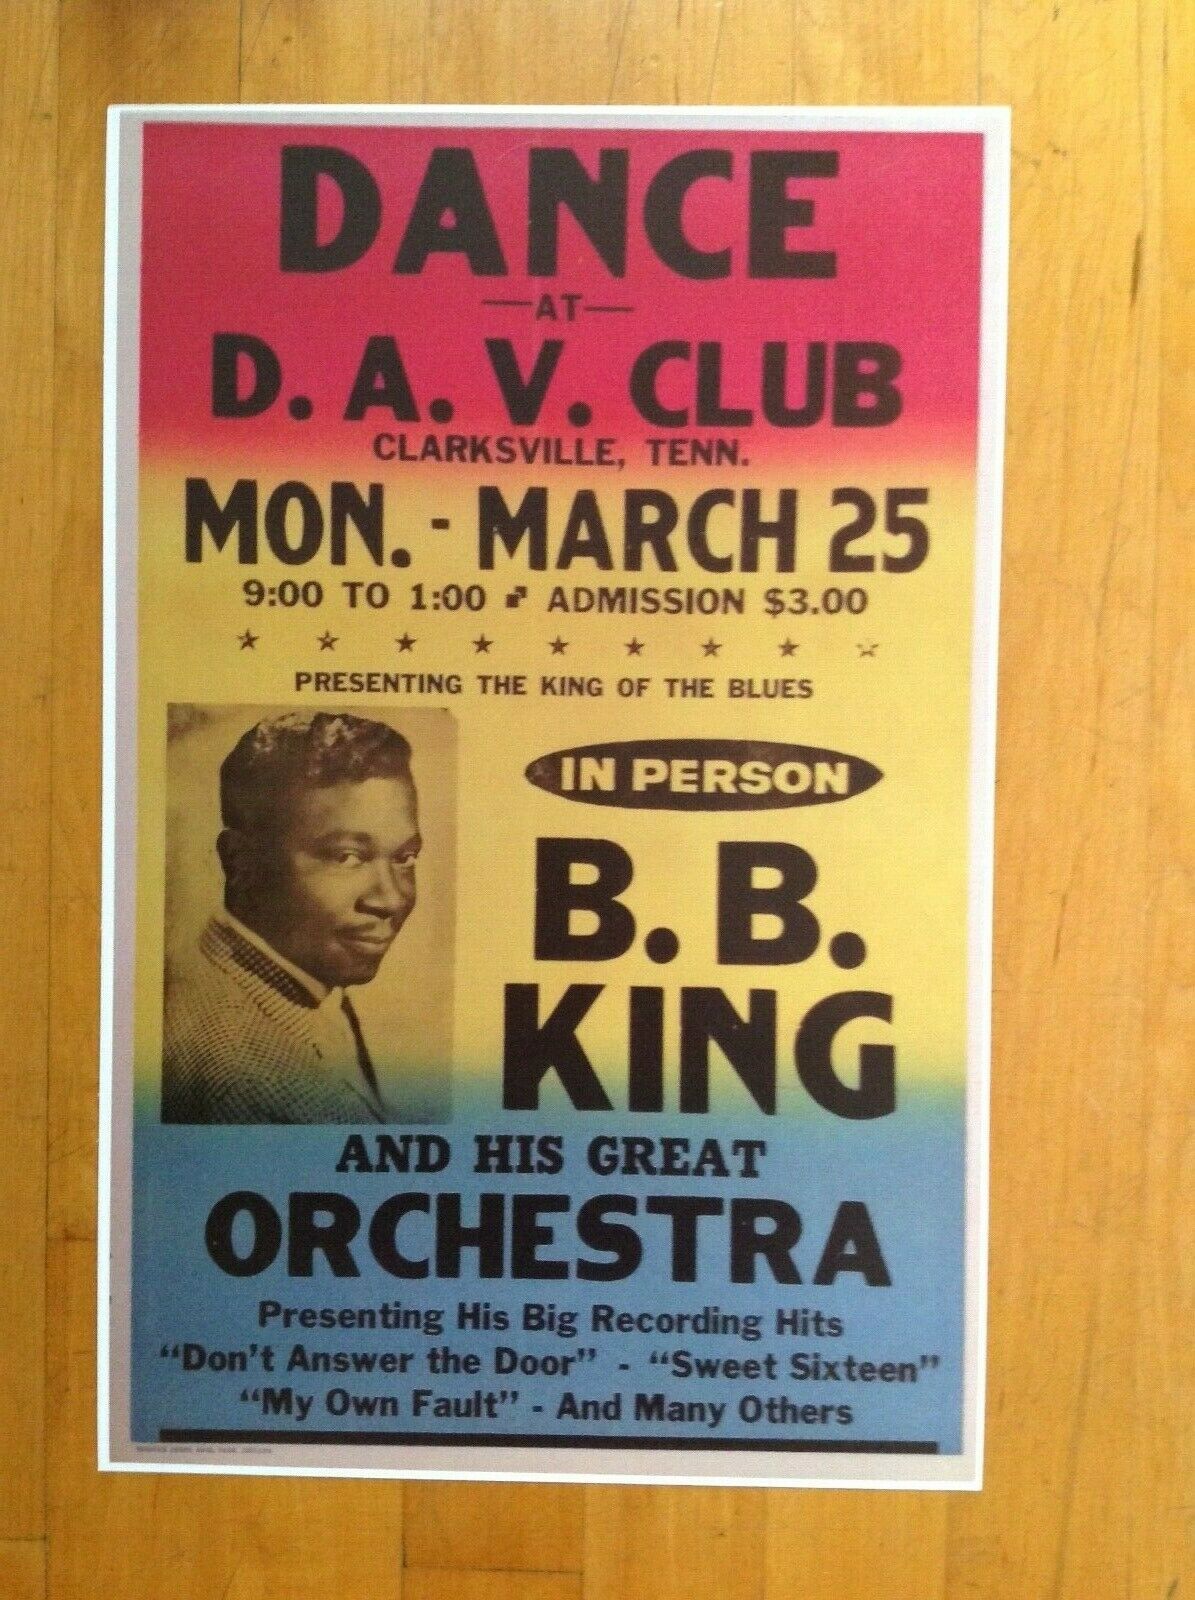 DANCE
—AT—
D. A. V. CLUB
CLARKSVILLE, TENN.
MON. - MARCH 25
9:00 TO 1:00 ADMISSION $3.00
PRESENTING THE KING OF THE BLUES
IN PERSON
B. B.
KING
AND HIS GREAT
ORCHESTRA
Presenting His Big Recording Hits
"Don't Answer the Door" - "Sweet Sixteen"
"My Own Fault" - And Many Others